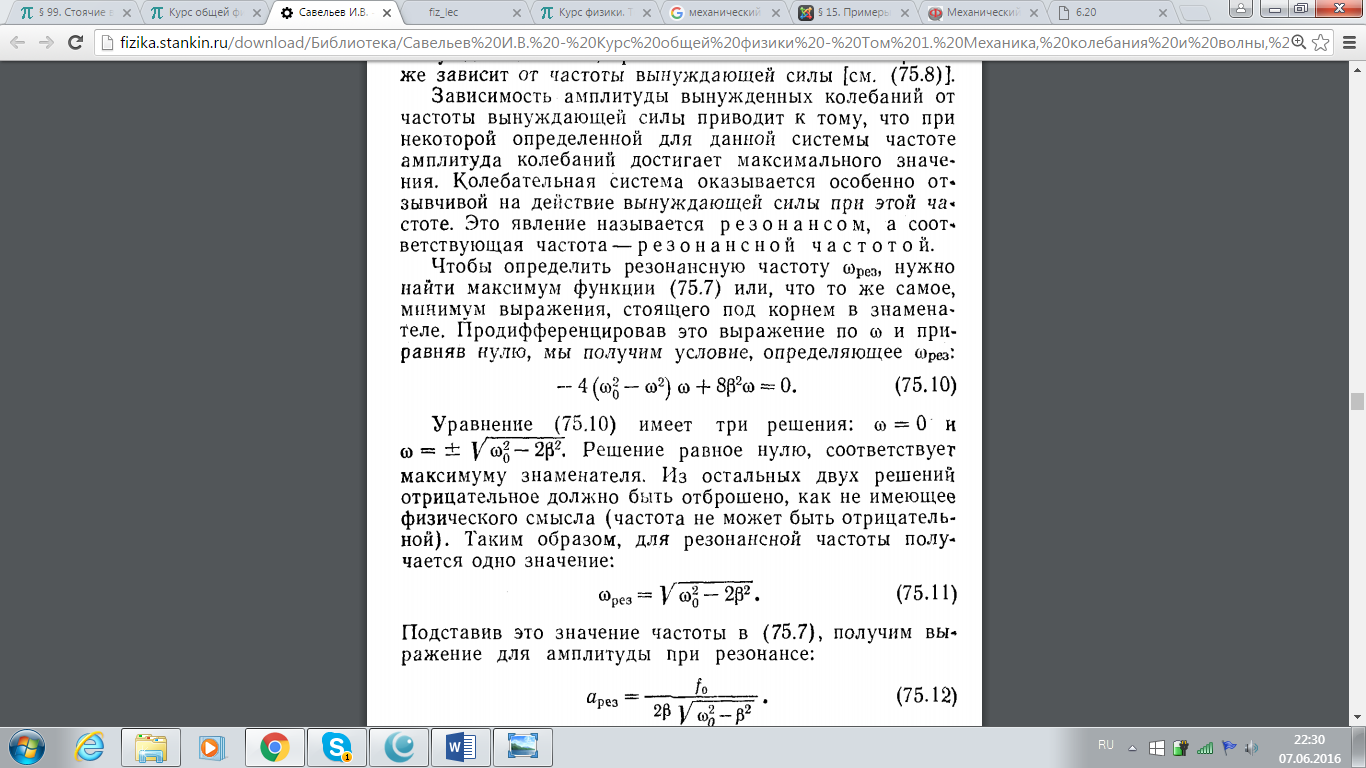 § 99. Стоячие в
Курс общей фи
Савельев И.В. -
fiz_lec
Курс физики. Т
механический
§ 15. Примеры
Механический
6.20
fizika.stankin.ru/download/Библиотека/Савельев%20И.В.%20-%20Курс%20общей%20физики%20-%20Том%201.%20Механика,%20колебания%20и%20волны,%2
же зависит от частоты вынуждающей силы [см. (75.8)].
Зависимость амплитуды вынужденных колебаний от
частоты вынуждающей силы приводит к тому, что при
некоторой определенной для данной системы частоте
амплитуда колебаний достигает максимального значе-
ния. Колебательная система оказывается особенно от-
зывчивой на действие вынуждающей силы при этой ча-
стоте. Это явление называется резонансом, а соот-
ветствующая частота — резонансной частотой.
Чтобы определить резонансную частоту ωрез, нужно
найти максимум функции (75.7) или, что то же самое,
минимум выражения, стоящего под корнем в знамена-
теле. Продифференцировав это выражение по ω и при-
равняв нулю, мы получим условие, определяющее ωрез:
— 4 (ω₀² — ω²) ω + 8β²ω = 0. (75.10)
Уравнение (75.10) имеет три решения: ω = 0 и
ω = ± √ω₀² — 2β². Решение равное нулю, соответствует
максимуму знаменателя. Из остальных двух решений
отрицательное должно быть отброшено, как не имеющее
физического смысла (частота не может быть отрицатель-
ной). Таким образом, для резонансной частоты полу-
чается одно значение:
ωрез = √ω₀² — 2β². (75.11)
Подставив это значение частоты в (75.7), получим вы-
ражение для амплитуды при резонансе:
aрез = f₀ / 2β √ω₀² — β² . (75.12)
RU
22:30
07.06.2016